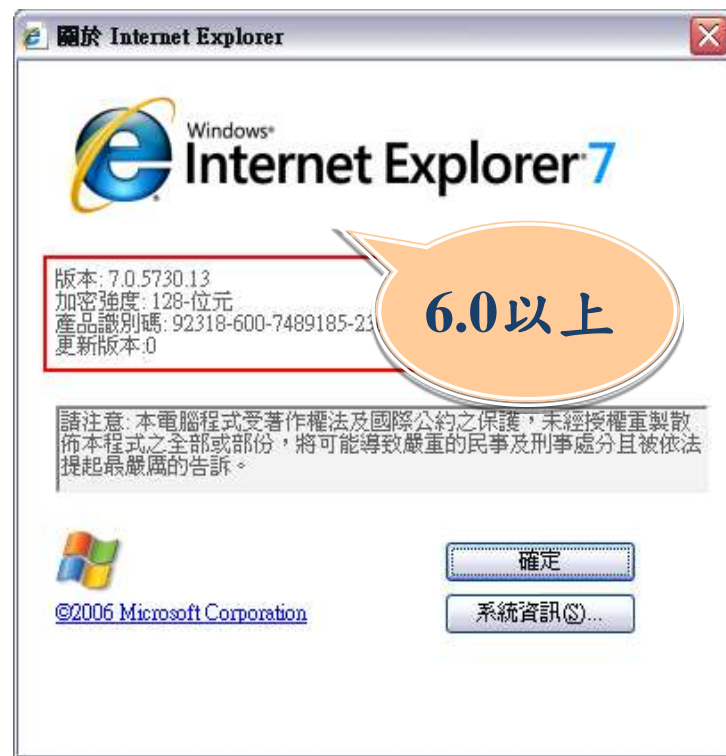 關於 Internet Explorer
Windows®
Internet Explorer 7
版本: 7.0.5730.13
加密強度: 128-位元
產品識別碼: 92318-600-7489185-23
更新版本:0
6.0以上
請注意: 本電腦程式受著作權法及國際公約之保護，未經授權重製散
佈本程式之全部或部份，將可能導致嚴重的民事及刑事處分且被依法
提起最嚴厲的告訴。
確定
©2006 Microsoft Corporation
系統資訊(S)...